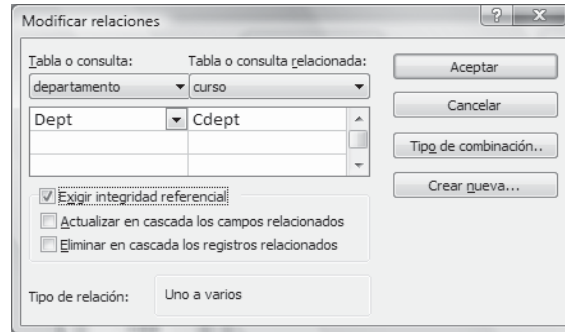 Modificar relaciones
Tabla o consulta: Tabla o consulta relacionada:
departamento curso
Dept Cdept
Exigir integridad referencial
Actualizar en cascada los campos relacionados
Eliminar en cascada los registros relacionados
Tipo de relación: Uno a varios
Aceptar
Cancelar
Tipo de combinación..
Crear nueva...